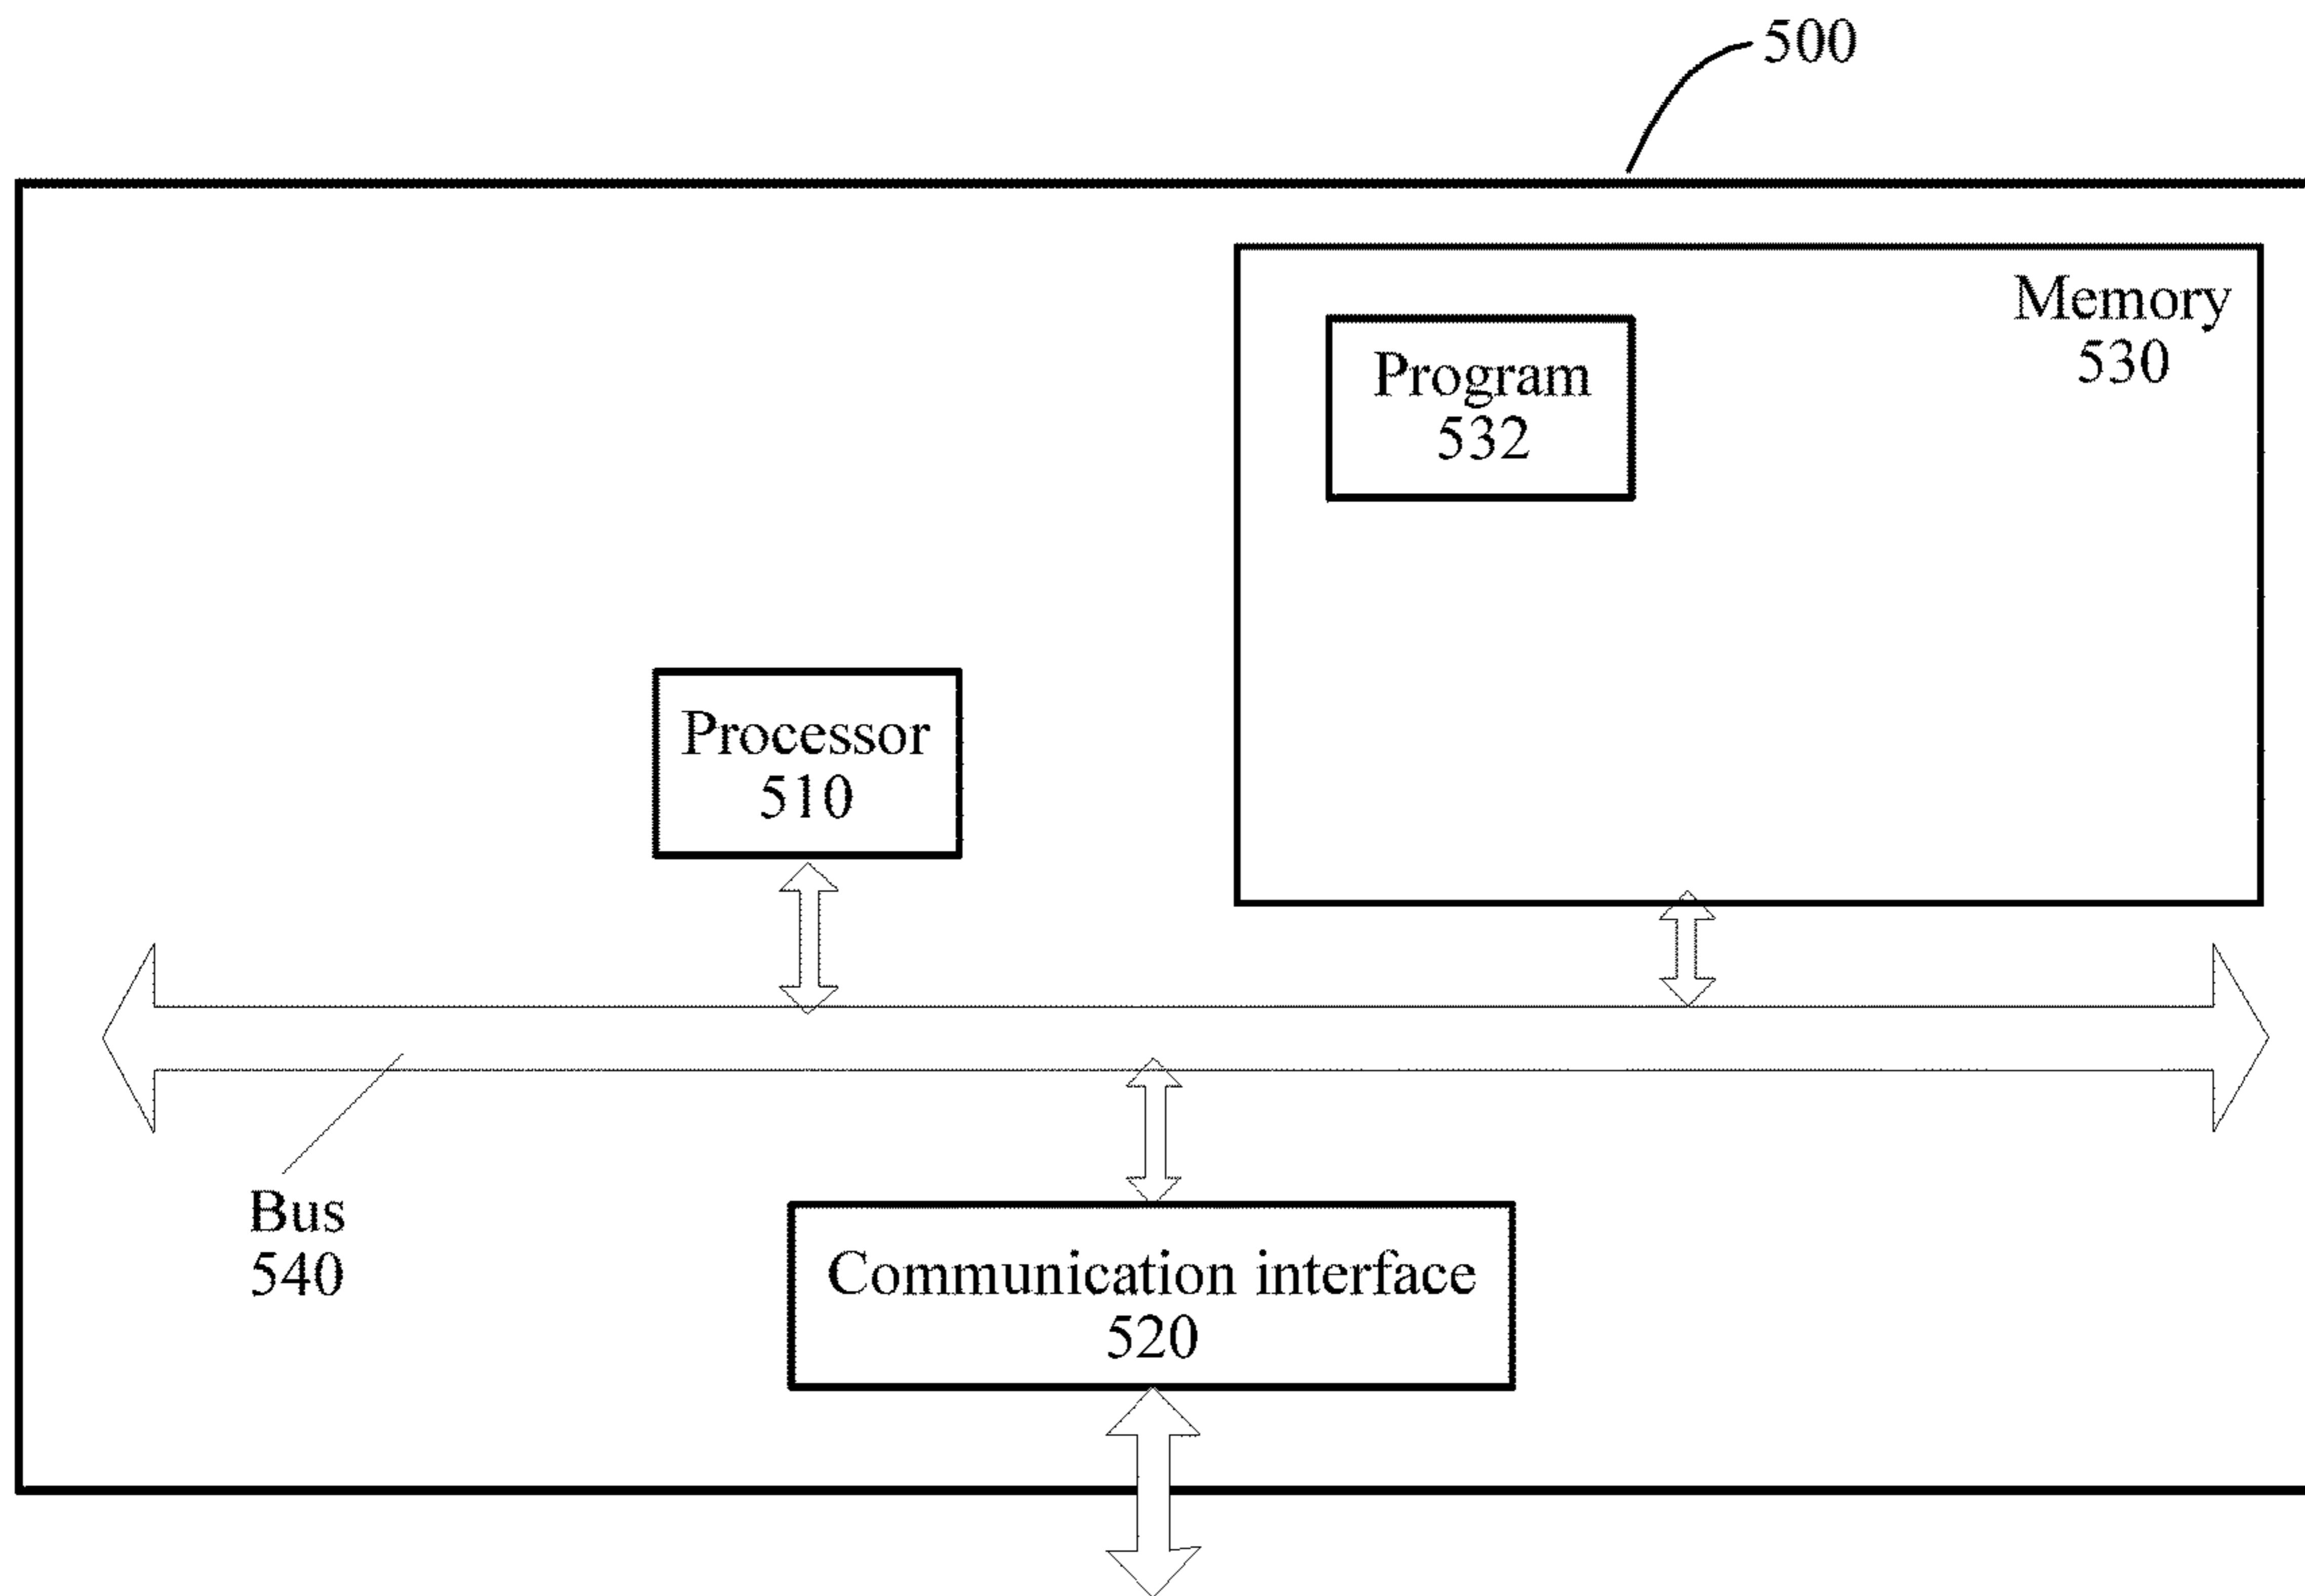 500
Memory
530
Program
532
Processor
510
Bus
540
Communication interface
520